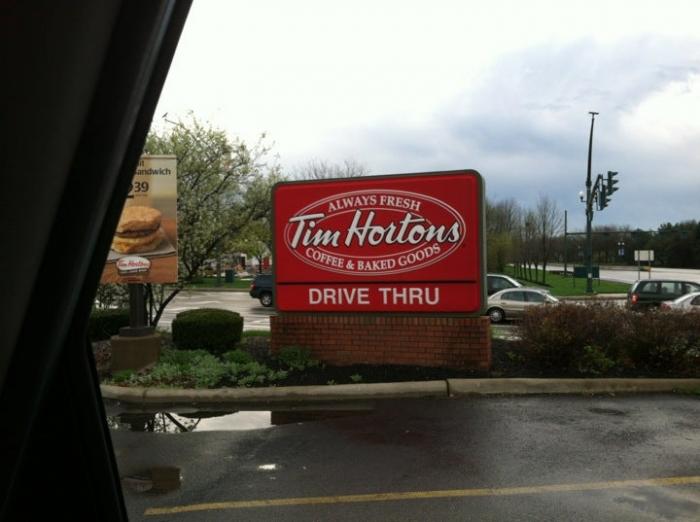 andwich
39
Tim Hortons
ALWAYS FRESH
Tim Hortons
COFFEE & BAKED GOODS
DRIVE THRU